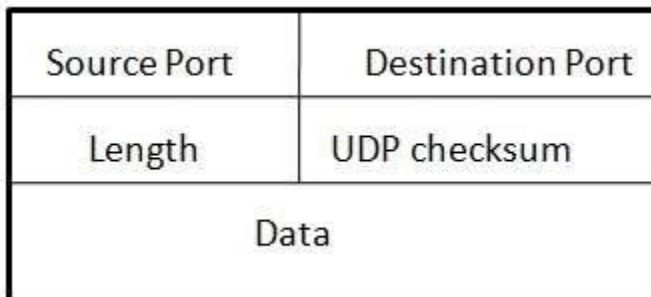 Source Port Destination Port
Length UDP checksum
Data